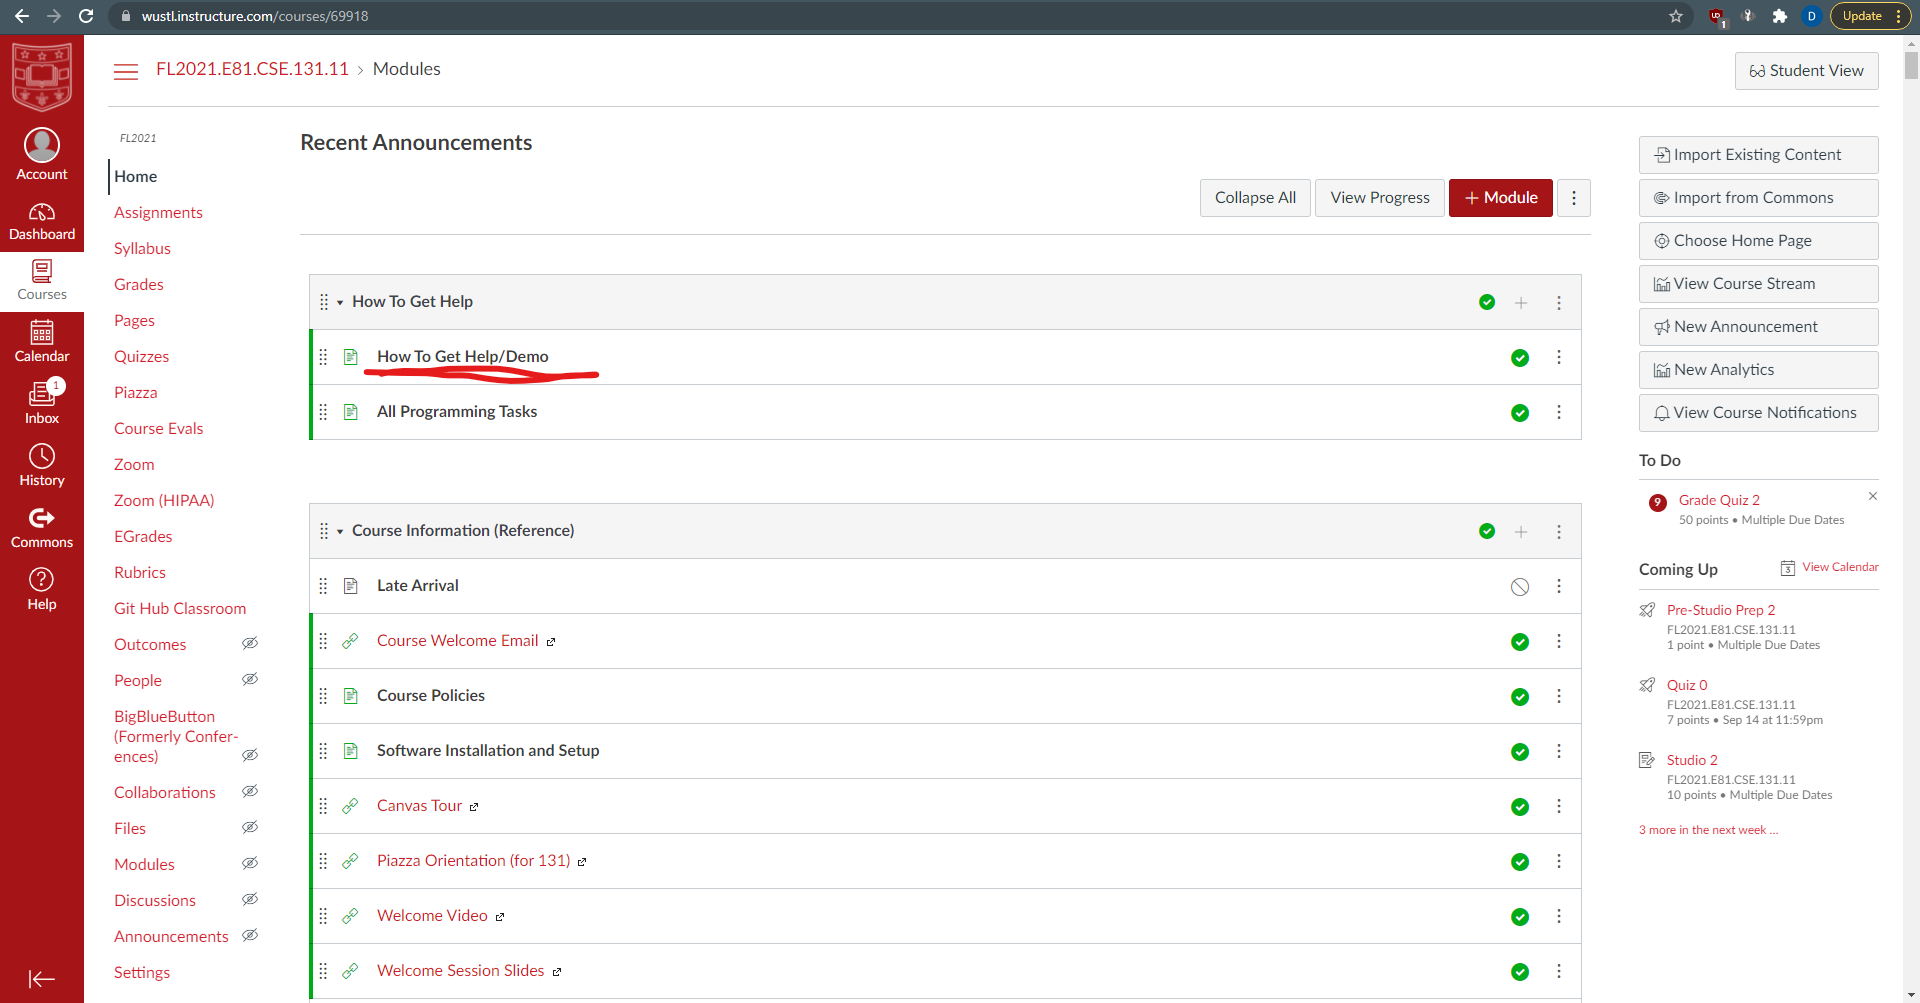 wustl.instructure.com/courses/69918
UD
1
D
Update
FL2021.E81.CSE.131.11 > Modules
Student View
Account
Dashboard
Courses
Calendar
1
Inbox
History
Commons
Help
FL2021
Home
Assignments
Syllabus
Grades
Pages
Quizzes
Piazza
Course Evals
Zoom
Zoom (HIPAA)
EGrades
Rubrics
Git Hub Classroom
Outcomes
People
BigBlueButton
(Formerly Confer-
ences)
Collaborations
Files
Modules
Discussions
Announcements
Settings
Recent Announcements
Collapse All
View Progress
+ Module
How To Get Help
How To Get Help/Demo
All Programming Tasks
Course Information (Reference)
Late Arrival
Course Welcome Email
Course Policies
Software Installation and Setup
Canvas Tour
Piazza Orientation (for 131)
Welcome Video
Welcome Session Slides
Import Existing Content
Import from Commons
Choose Home Page
View Course Stream
New Announcement
New Analytics
View Course Notifications
To Do
9 Grade Quiz 2
50 points • Multiple Due Dates
Coming Up
3 View Calendar
Pre-Studio Prep 2
FL2021.E81.CSE.131.11
1 point • Multiple Due Dates
Quiz 0
FL2021.E81.CSE.131.11
7 points • Sep 14 at 11:59pm
Studio 2
FL2021.E81.CSE.131.11
10 points • Multiple Due Dates
3 more in the next week ...